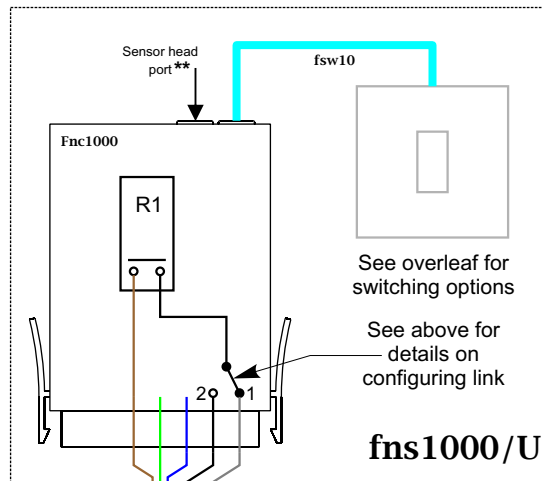 Sensor head
port **
fsw10
Fnc1000
R1
See overleaf for
switching options
See above for
details on
configuring link
2
1
fns1000/U